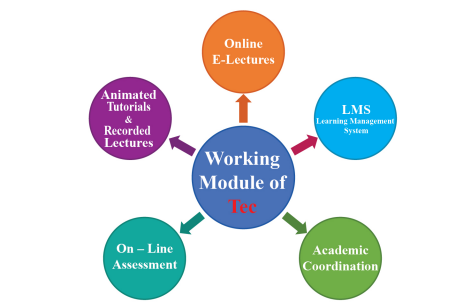 Online
E-Lectures
Animated
Tutorials
&
Recorded
Lectures
LMS
Learning Management
System
Working
Module of
Tec
On – Line
Assessment
Academic
Coordination